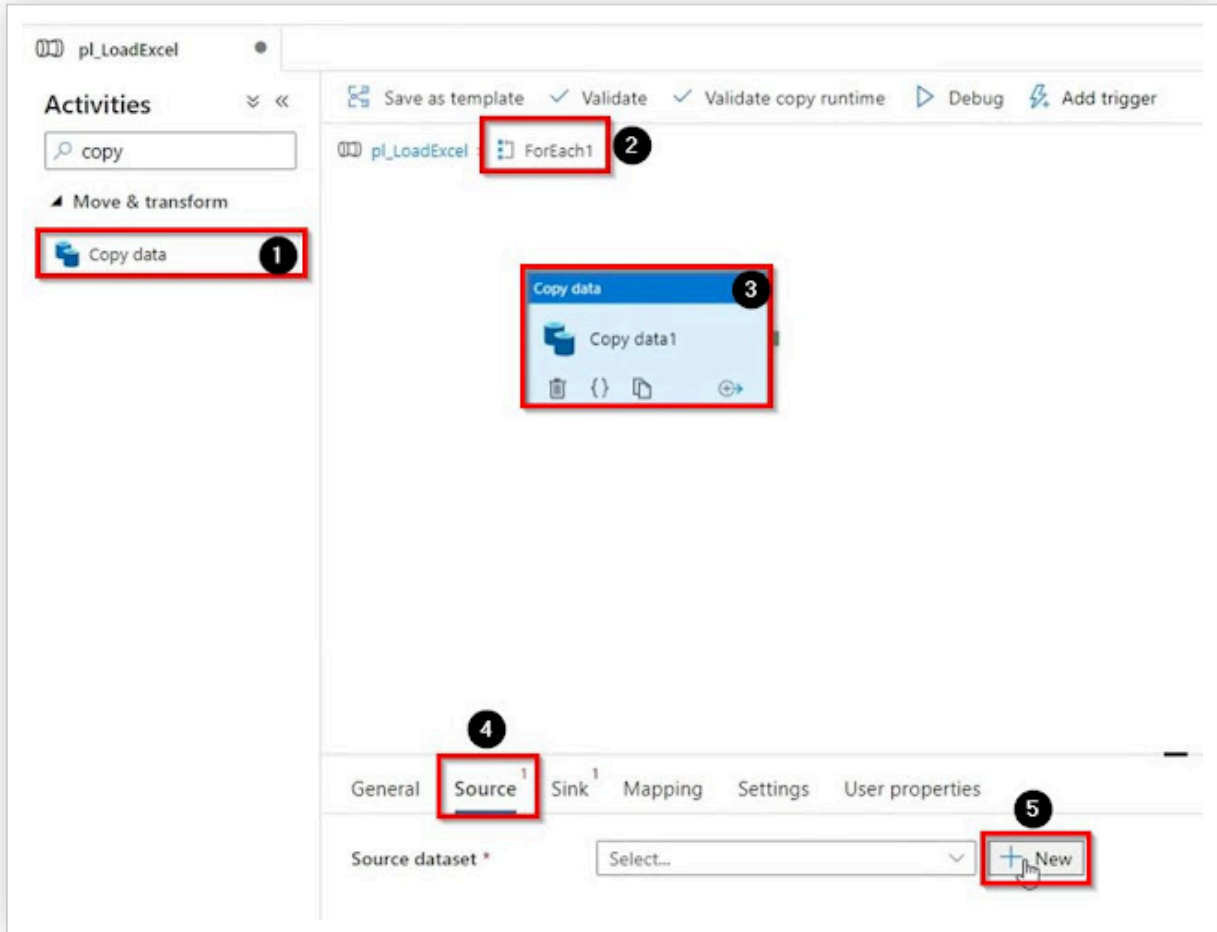 pl_LoadExcel
Activities
copy
Move & transform
Copy data 1
Save as template Validate Validate copy runtime Debug Add trigger
pl_LoadExcel > ForEach1 2
Copy data 3
Copy data1
{}
4
General Source 1 Sink 1 Mapping Settings User properties
5
Source dataset * Select... + New